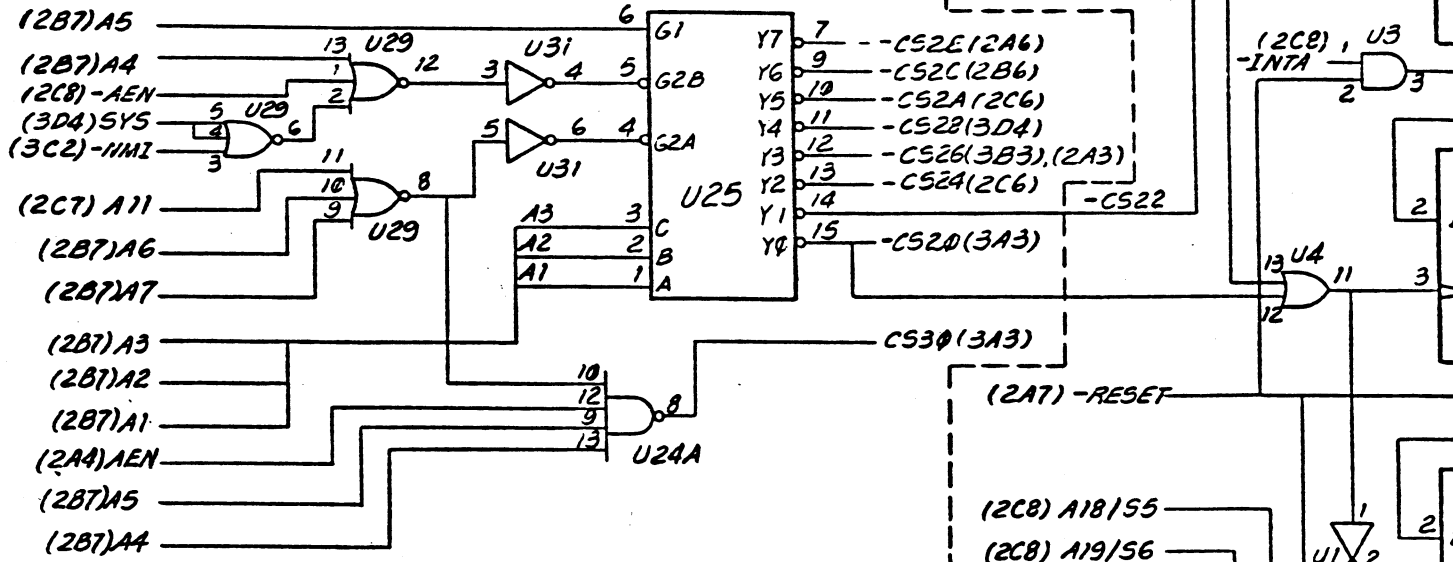 (2B7)A5
(2B7)A4
(2C8)-AEN
(3D4)SYS
(3C2)-NMI
(2C7) A11
(2B7)A6
(2B7)A7
(2B7)A3
(2B7)A2
(2B7)A1
(2A4)AEN
(2B7)A5
(2B7)A4
13 U29
1 12
2
5 U29
4 6
3
11
10 8
9
U29
U31
3 4
5 6
U31
6 G1
5 G2B
4 G2A
A3 3 C
A2 2 B
A1 1 A
U25
Y7 7 -CS2E(2A6)
Y6 9 -CS2C(2B6)
Y5 10 -CS2A(2C6)
Y4 11 -CS28(3D4)
Y3 12 -CS26(3B3),(2A3)
Y2 13 -CS24(2C6)
Y1 14 -CS22
Y0 15 -CS20(3A3)
CS30(3A3)
10
12
9 8
13
U24A
(2C8) 1 U3
-INTA
2 3
2
13 U4
11 3
12
(2A7) -RESET
(2C8) A18/S5
(2C8) A19/S6
1
U1 2
2